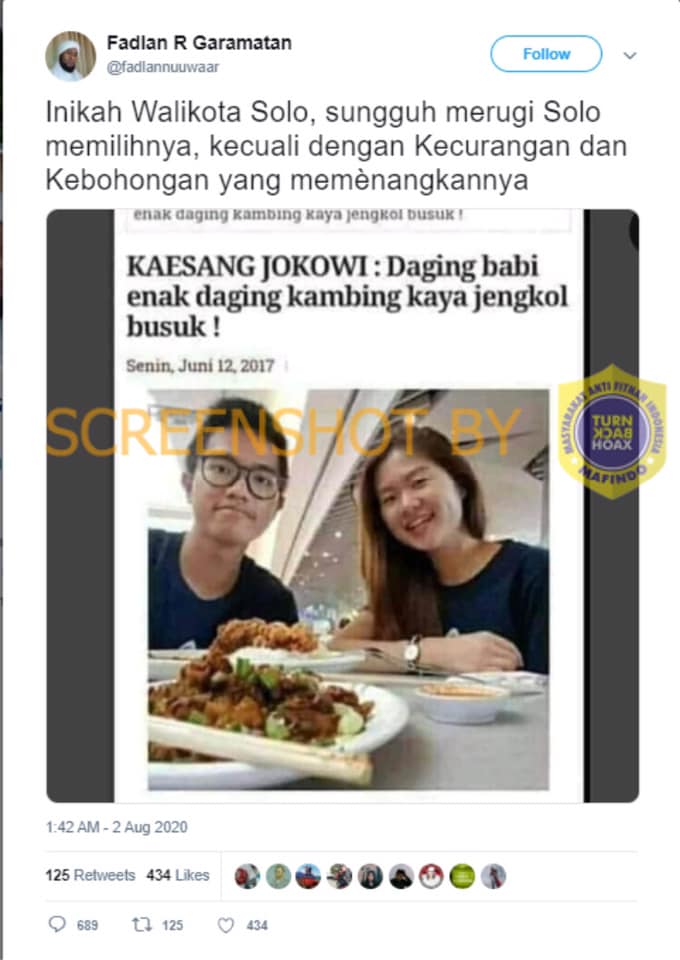 Fadlan R Garamatan
@fadlannuuwaar
Follow
Inikah Walikota Solo, sungguh merugi Solo
memilihnya, kecuali dengan Kecurangan dan
Kebohongan yang memènangkannya
enak daging kambing kaya jengkol busuk !
KAESANG JOKOWI : Daging babi
enak daging kambing kaya jengkol
busuk !
Senin, Juni 12, 2017
SCREENSHOT BY
MASYARAKAT ANTI FITNAH INDONESIA
TURN
BACK
HOAX
MAFINDO
1:42 AM - 2 Aug 2020
125 Retweets 434 Likes
689 125 434